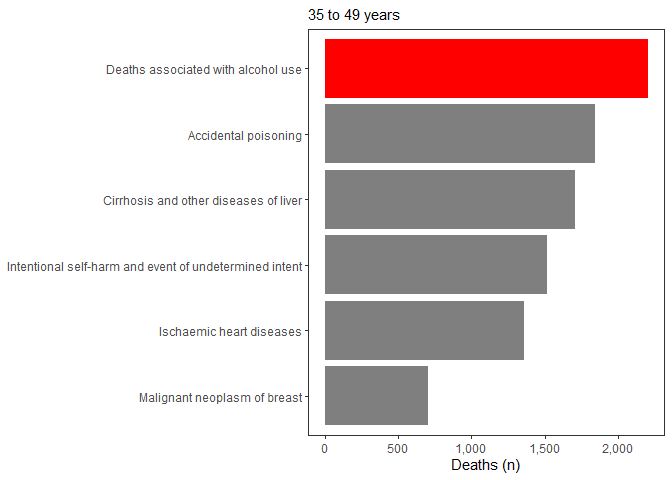 35 to 49 years
Deaths associated with alcohol use
Accidental poisoning
Cirrhosis and other diseases of liver
Intentional self-harm and event of undetermined intent
Ischaemic heart diseases
Malignant neoplasm of breast
0 500 1,000 1,500 2,000
Deaths (n)